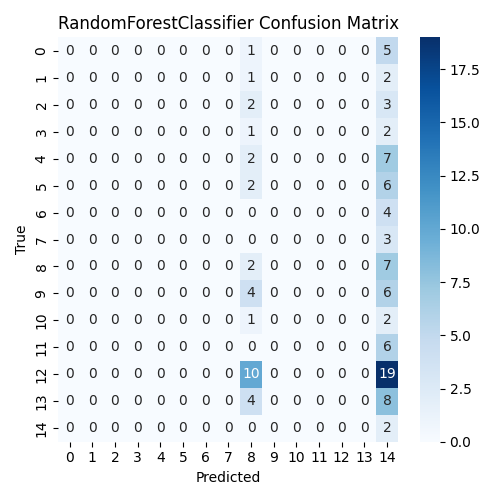 RandomForestClassifier Confusion Matrix
0 0 0 0 0 0 0 0 0 1 0 0 0 0 0 5
1 0 0 0 0 0 0 0 0 1 0 0 0 0 0 2
2 0 0 0 0 0 0 0 0 2 0 0 0 0 0 3
3 0 0 0 0 0 0 0 0 1 0 0 0 0 0 2
4 0 0 0 0 0 0 0 0 2 0 0 0 0 0 7
5 0 0 0 0 0 0 0 0 2 0 0 0 0 0 6
6 0 0 0 0 0 0 0 0 0 0 0 0 0 0 4
7 0 0 0 0 0 0 0 0 0 0 0 0 0 0 3
8 0 0 0 0 0 0 0 0 2 0 0 0 0 0 7
9 0 0 0 0 0 0 0 0 4 0 0 0 0 0 6
10 0 0 0 0 0 0 0 0 1 0 0 0 0 0 2
11 0 0 0 0 0 0 0 0 0 0 0 0 0 0 6
12 0 0 0 0 0 0 0 0 10 0 0 0 0 0 19
13 0 0 0 0 0 0 0 0 4 0 0 0 0 0 8
14 0 0 0 0 0 0 0 0 0 0 0 0 0 0 2
0 1 2 3 4 5 6 7 8 9 10 11 12 13 14
Predicted
True
17.5
15.0
12.5
10.0
7.5
5.0
2.5
0.0